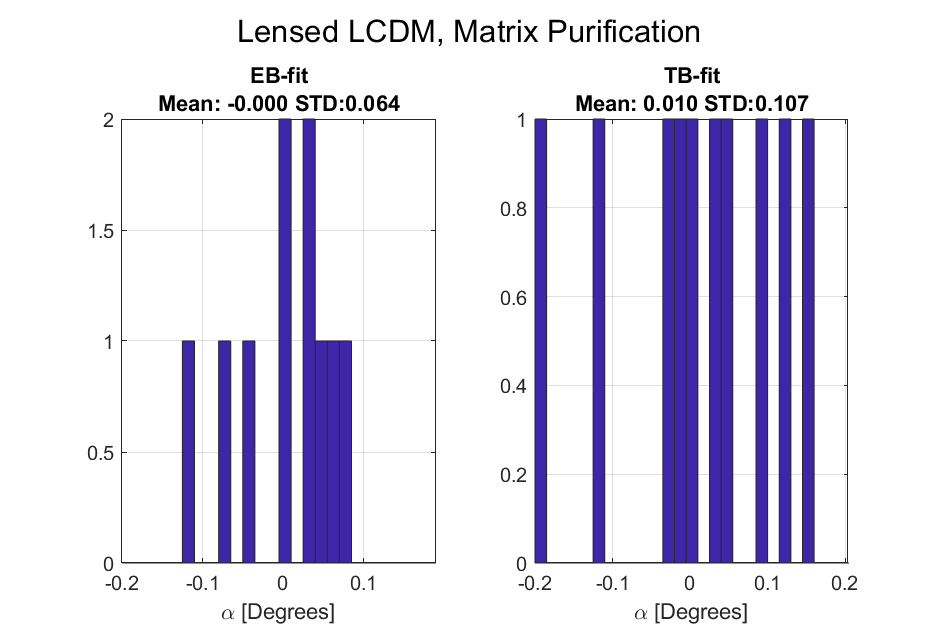 Lensed LCDM, Matrix Purification
EB-fit
Mean: -0.000 STD:0.064
2
1.5
1
0.5
0
-0.2
-0.1
0
0.1
α [Degrees]
TB-fit
Mean: 0.010 STD:0.107
1
0.8
0.6
0.4
0.2
0
-0.2
-0.1
0
0.1
0.2
α [Degrees]